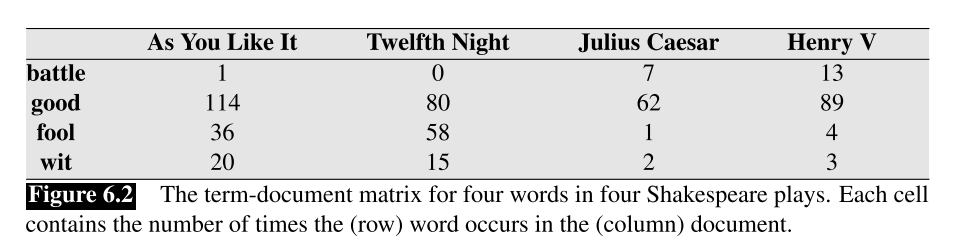 As You Like It Twelfth Night Julius Caesar Henry V
battle 1 0 7 13
good 114 80 62 89
fool 36 58 1 4
wit 20 15 2 3
Figure 6.2 The term-document matrix for four words in four Shakespeare plays. Each cell
contains the number of times the (row) word occurs in the (column) document.